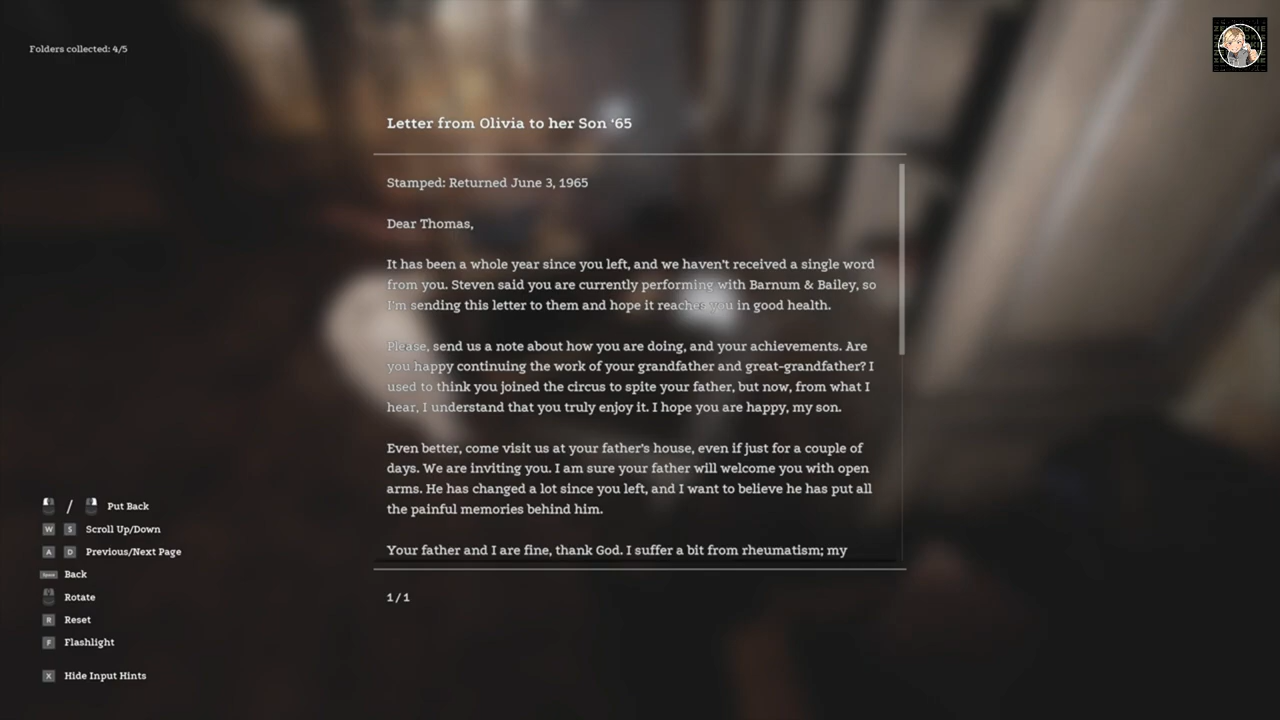 Folders collected: 4/5
Letter from Olivia to her Son ‘65
Stamped: Returned June 3, 1965
Dear Thomas,
It has been a whole year since you left, and we haven't received a single word
from you. Steven said you are currently performing with Barnum & Bailey, so
I'm sending this letter to them and hope it reaches you in good health.
Please, send us a note about how you are doing, and your achievements. Are
you happy continuing the work of your grandfather and great-grandfather? I
used to think you joined the circus to spite your father, but now, from what I
hear, I understand that you truly enjoy it. I hope you are happy, my son.
Even better, come visit us at your father's house, even if just for a couple of
days. We are inviting you. I am sure your father will welcome you with open
arms. He has changed a lot since you left, and I want to believe he has put all
the painful memories behind him.
Your father and I are fine, thank God. I suffer a bit from rheumatism; my
1/1
/ Put Back
W S Scroll Up/Down
A D Previous/Next Page
Space Back
Rotate
R Reset
F Flashlight
X Hide Input Hints